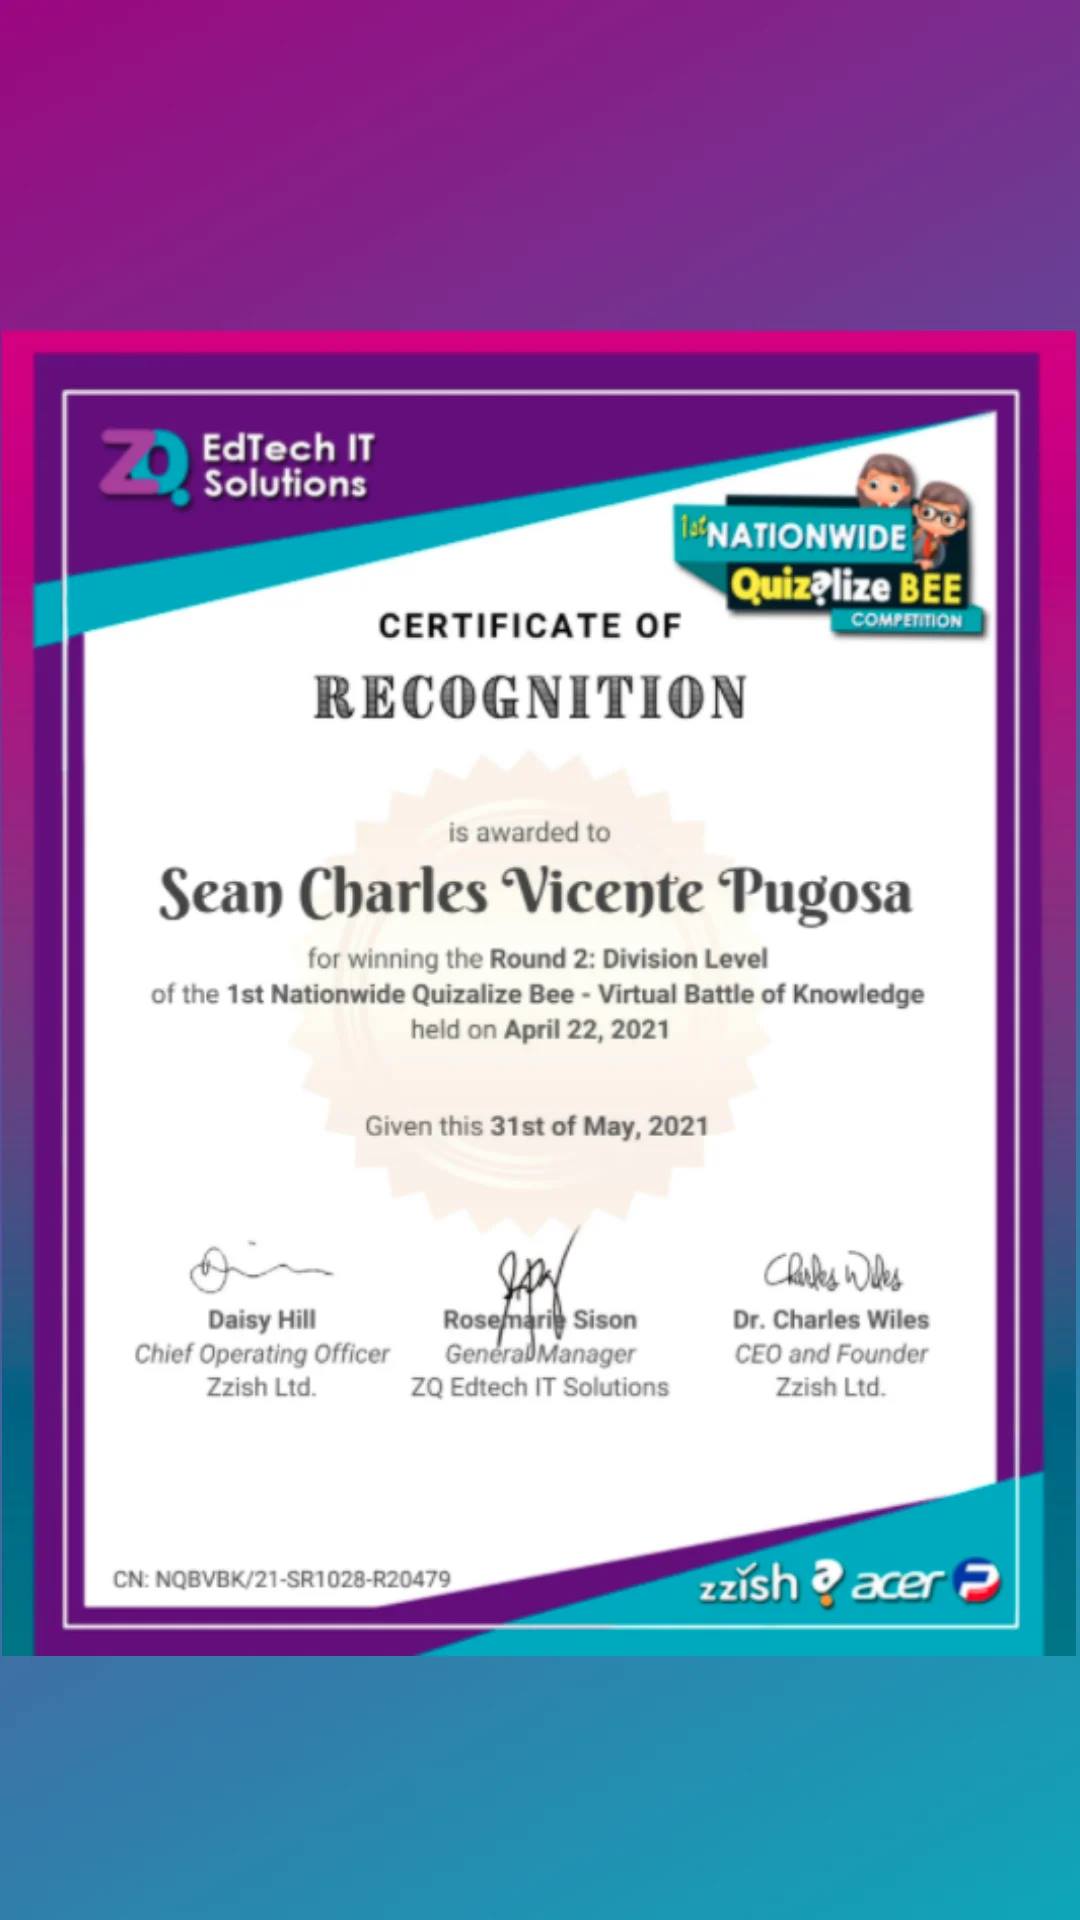 ZQ EdTech IT
Solutions
1st NATIONWIDE
Quizalize BEE
COMPETITION
CERTIFICATE OF
RECOGNITION
is awarded to
Sean Charles Vicente Pugosa
for winning the Round 2: Division Level
of the 1st Nationwide Quizalize Bee - Virtual Battle of Knowledge
held on April 22, 2021
Given this 31st of May, 2021
Charles Wiles
Daisy Hill
Chief Operating Officer
Zzish Ltd.
Rosemarie Sison
General Manager
ZQ Edtech IT Solutions
Dr. Charles Wiles
CEO and Founder
Zzish Ltd.
CN: NQBVBK/21-SR1028-R20479
zzish acer P